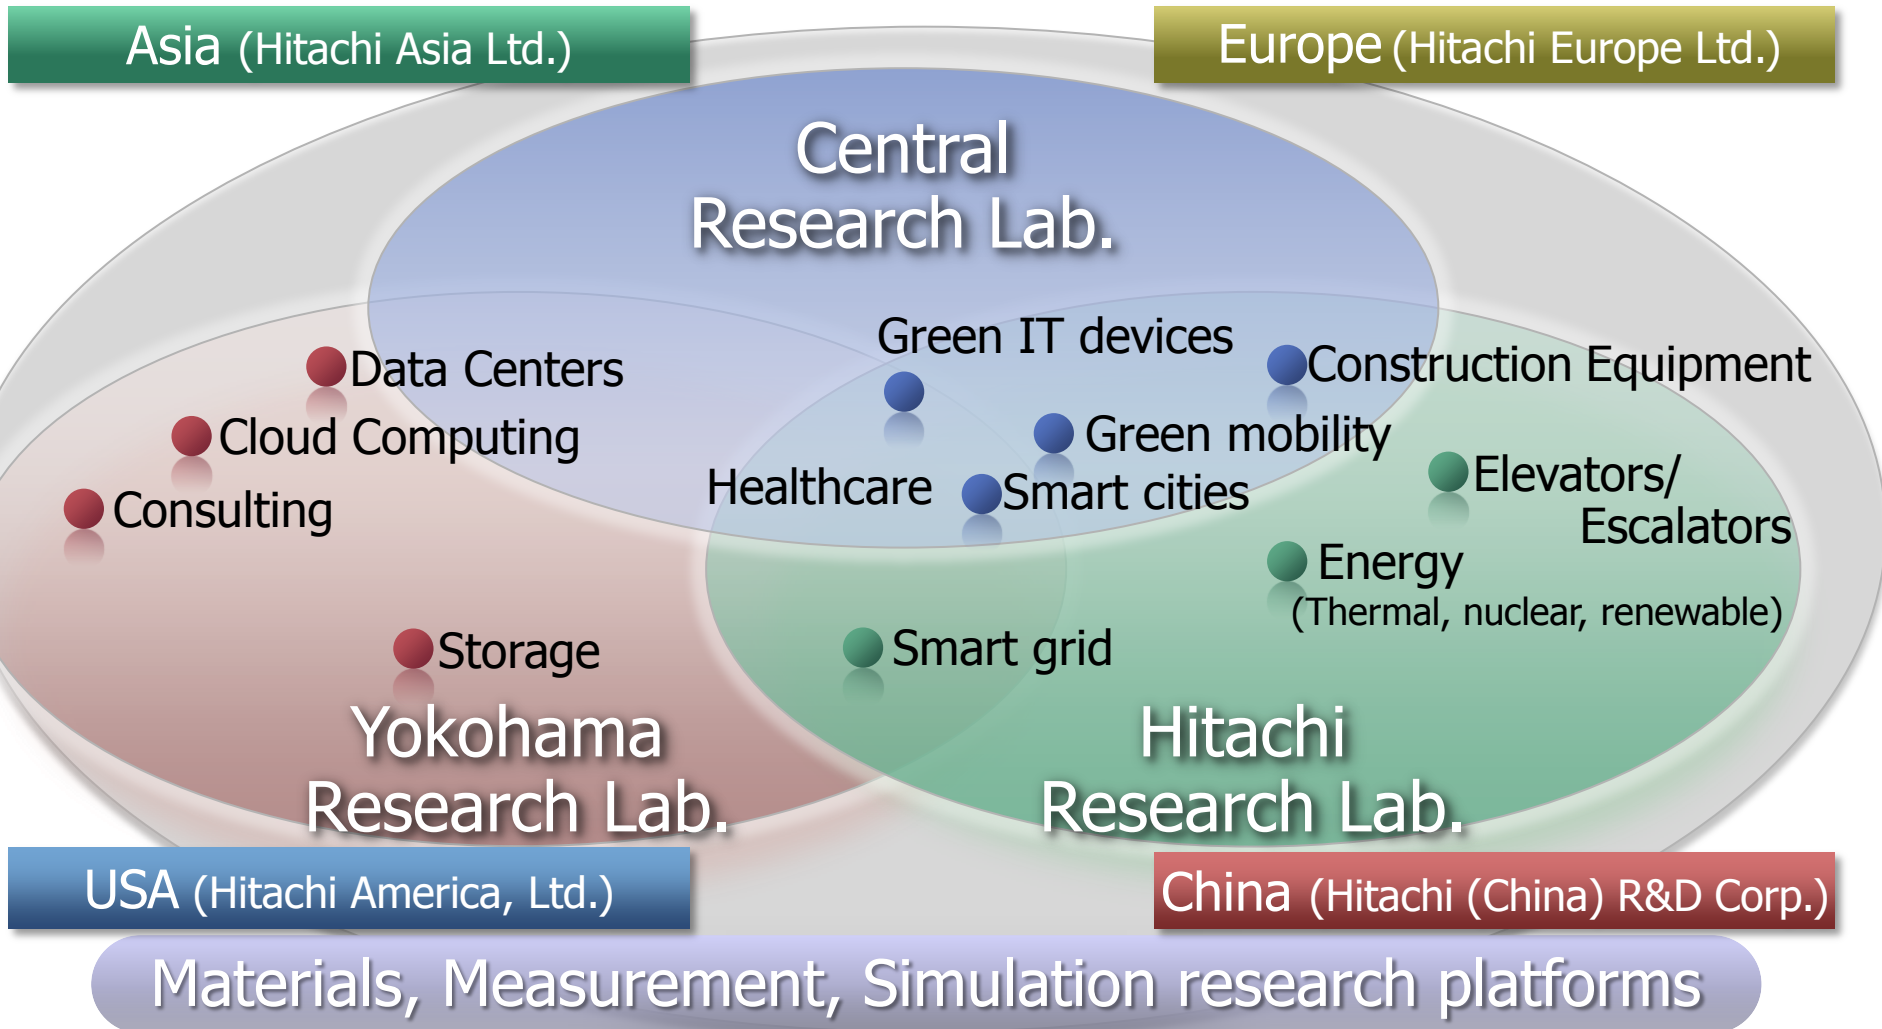 Asia (Hitachi Asia Ltd.)
Europe (Hitachi Europe Ltd.)
Central
Research Lab.
Green IT devices
Data Centers
Construction Equipment
Cloud Computing
Green mobility
Healthcare
Smart cities
Elevators/
Escalators
Consulting
Energy
(Thermal, nuclear, renewable)
Storage
Smart grid
Yokohama
Research Lab.
Hitachi
Research Lab.
USA (Hitachi America, Ltd.)
China (Hitachi (China) R&D Corp.)
Materials, Measurement, Simulation research platforms